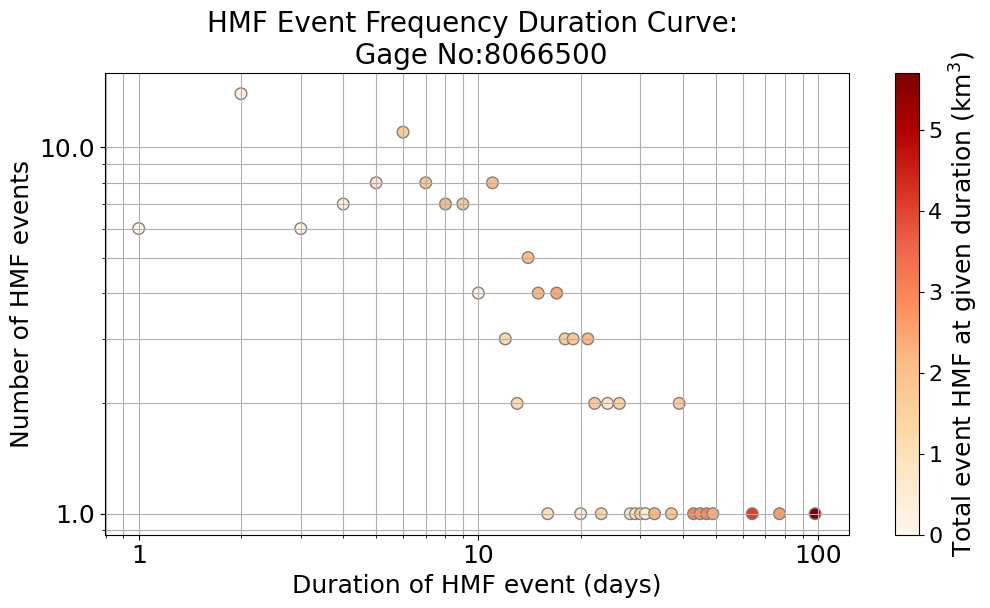 HMF Event Frequency Duration Curve:
Gage No:8066500
Number of HMF events
10.0
1.0
1
10
100
Duration of HMF event (days)
5
4
3
2
1
0
Total event HMF at given duration (km³)